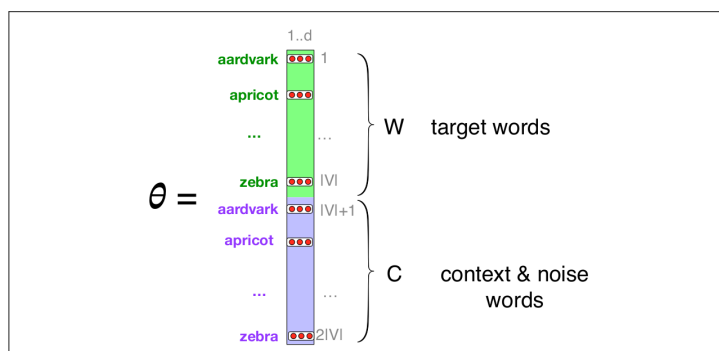 1..d
aardvark 1
apricot
... ...
W target words
zebra |V|
θ =
aardvark |V|+1
apricot
C context & noise
words
... ...
zebra 2|V|